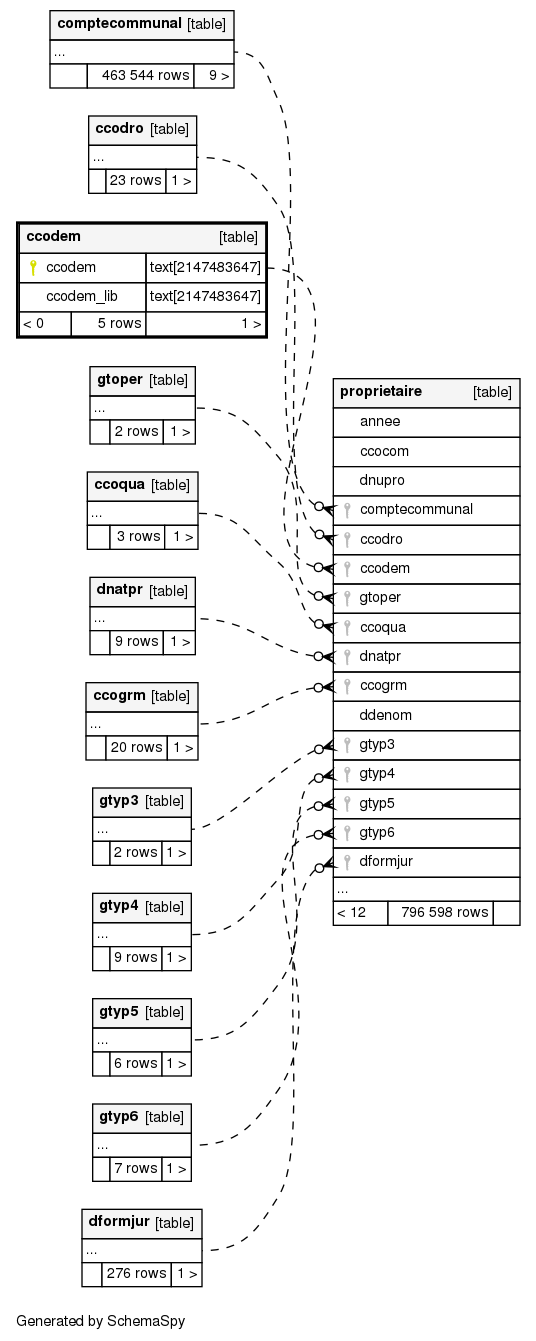 comptecommunal [table]
...
463 544 rows 9 >
ccodro [table]
...
23 rows 1 >
ccodem [table]
ccodem text[2147483647]
ccodem_lib text[2147483647]
< 0 5 rows 1 >
gtoper [table]
...
2 rows 1 >
ccoqua [table]
...
3 rows 1 >
dnatpr [table]
...
9 rows 1 >
ccogrm [table]
...
20 rows 1 >
gtyp3 [table]
...
2 rows 1 >
gtyp4 [table]
...
9 rows 1 >
gtyp5 [table]
...
6 rows 1 >
gtyp6 [table]
...
7 rows 1 >
dformjur [table]
...
276 rows 1 >
proprietaire [table]
annee
ccocom
dnupro
comptecommunal
ccodro
ccodem
gtoper
ccoqua
dnatpr
ccogrm
ddenom
gtyp3
gtyp4
gtyp5
gtyp6
dformjur
...
< 12 796 598 rows
Generated by SchemaSpy